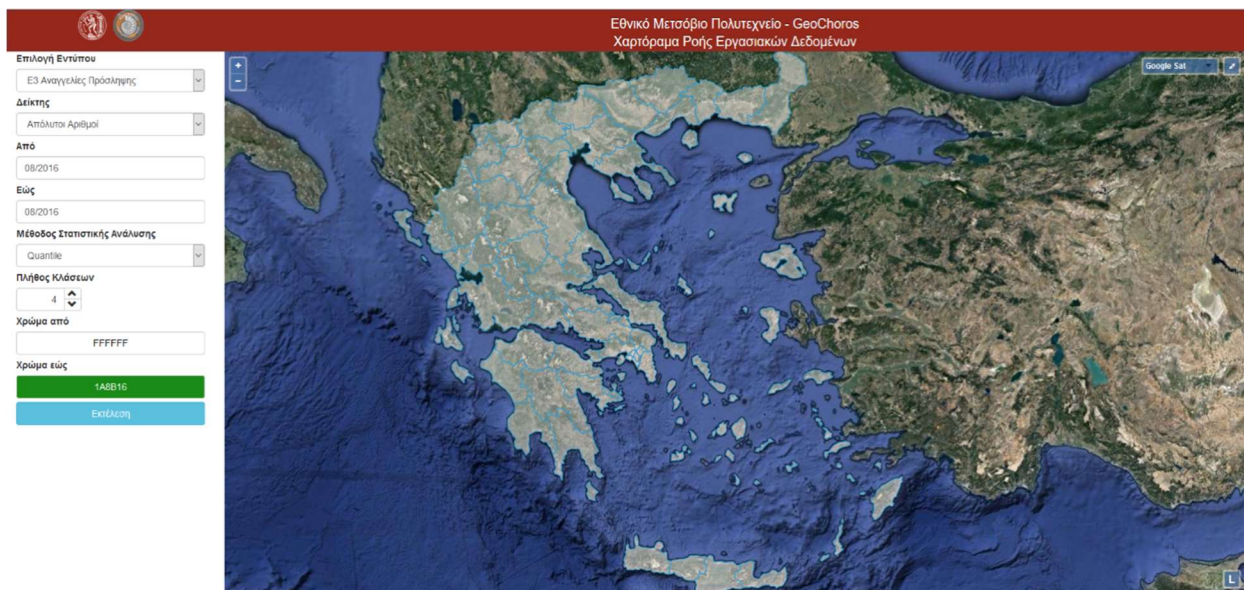 Εθνικό Μετσόβιο Πολυτεχνείο - GeoChoros
Χαρτόραμα Ροής Εργασιακών Δεδομένων
Επιλογή Εντύπου
Ε3 Αναγγελίες Πρόσληψης
Δείκτης
Απόλυτοι Αριθμοί
Από
08/2016
Εώς
08/2016
Μέθοδος Στατιστικής Ανάλυσης
Quantile
Πλήθος Κλάσεων
4
Χρώμα από
FFFFFF
Χρώμα εώς
1A8B16
Εκτέλεση
+
−
Google Sat
L